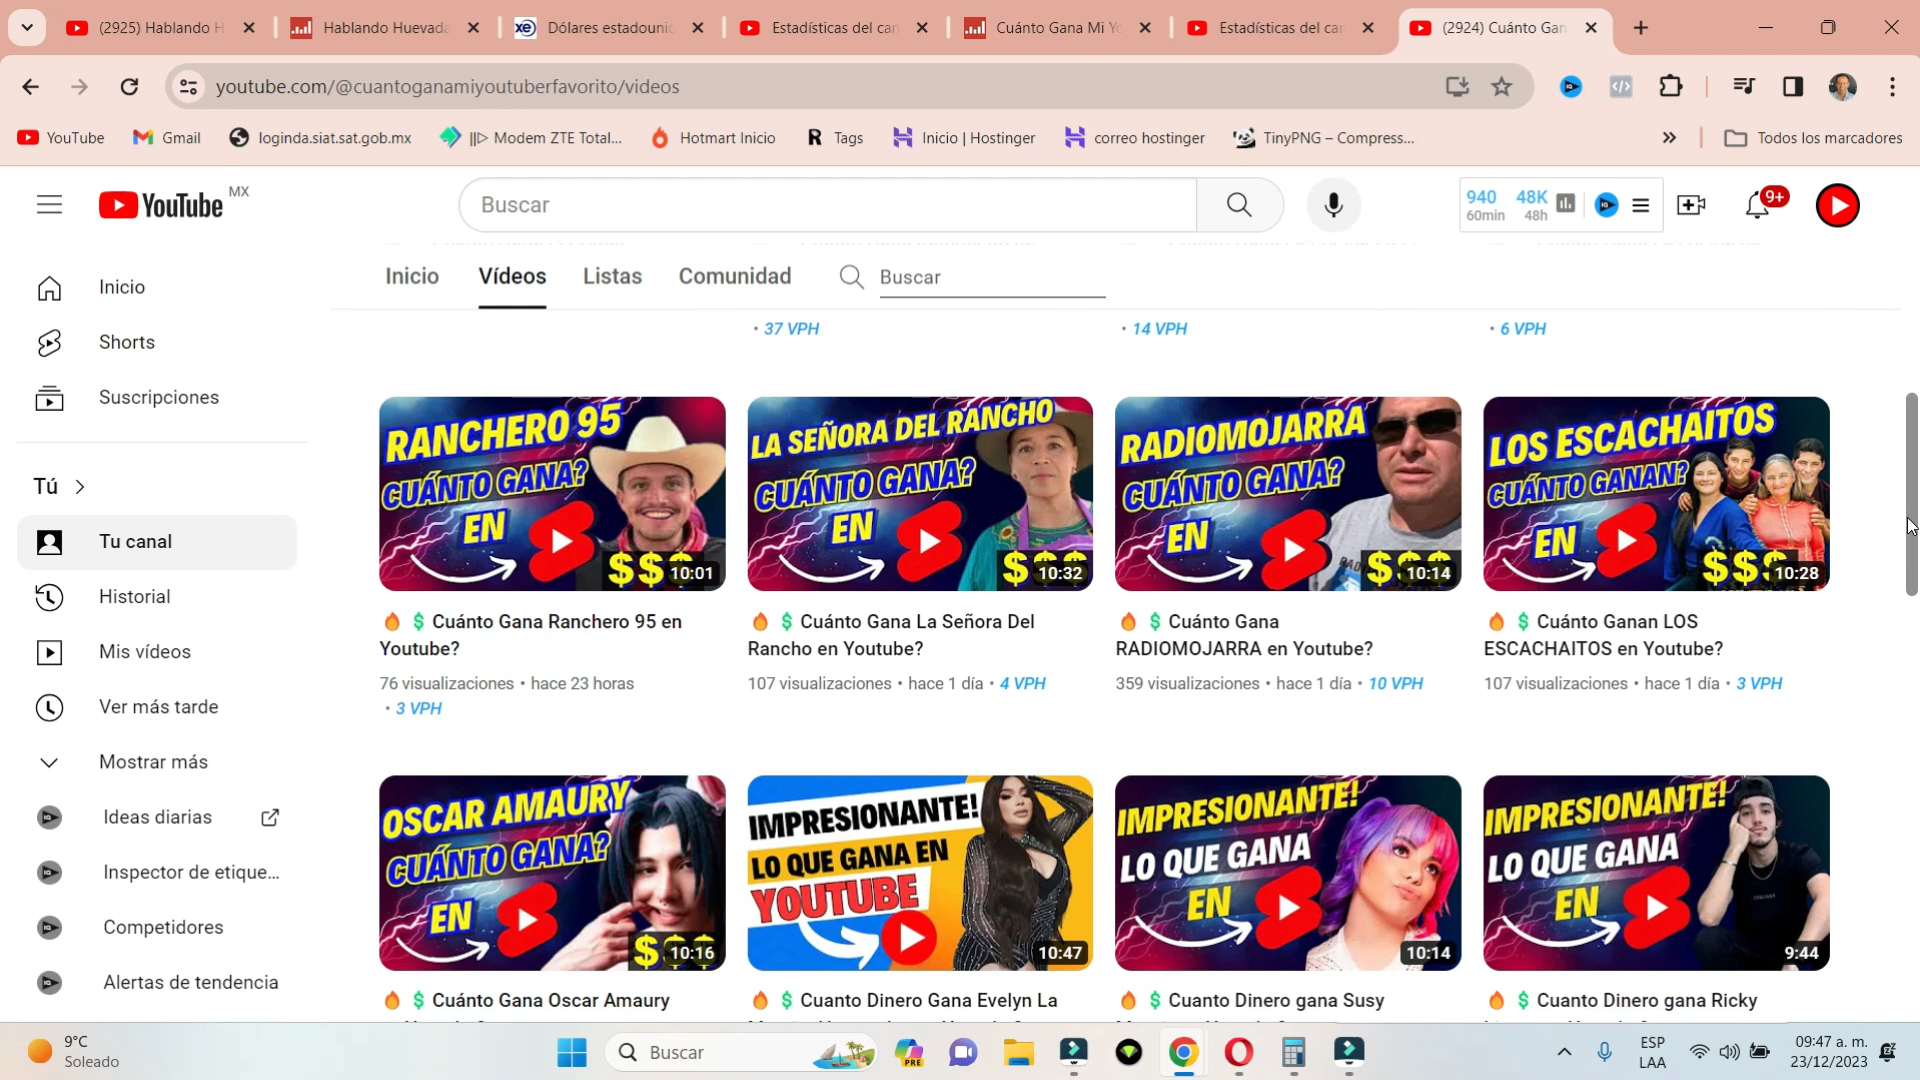 (2925) Hablando H
Hablando Huevada
Dólares estadounic
Estadísticas del can
Cuánto Gana Mi Yo
Estadísticas del can
(2924) Cuánto Gan
youtube.com/@cuantoganamiyoutuberfavorito/videos
YouTube
Gmail
loginda.siat.sat.gob.mx
||▷ Modem ZTE Total...
Hotmart Inicio
Tags
Inicio | Hostinger
correo hostinger
TinyPNG – Compress...
»
Todos los marcadores
YouTube MX
Buscar
940
60min
48K
48h
9+
Inicio
Shorts
Suscripciones
Tú >
Tu canal
Historial
Mis vídeos
Ver más tarde
Mostrar más
Ideas diarias
Inspector de etique...
Competidores
Alertas de tendencia
Inicio
Vídeos
Listas
Comunidad
Buscar
• 37 VPH
• 14 VPH
• 6 VPH
RANCHERO 95
CUÁNTO GANA?
EN
$$$
10:01
LA SEÑORA DEL RANCHO
CUÁNTO GANA?
EN
$$$
10:32
RADIOMOJARRA
CUÁNTO GANA?
EN
$$$
10:14
LOS ESCACHAITOS
CUÁNTO GANAN?
EN
$$$
10:28
🔥 $ Cuánto Gana Ranchero 95 en
Youtube?
76 visualizaciones • hace 23 horas
• 3 VPH
🔥 $ Cuánto Gana La Señora Del
Rancho en Youtube?
107 visualizaciones • hace 1 día • 4 VPH
🔥 $ Cuánto Gana
RADIOMOJARRA en Youtube?
359 visualizaciones • hace 1 día • 10 VPH
🔥 $ Cuánto Ganan LOS
ESCACHAITOS en Youtube?
107 visualizaciones • hace 1 día • 3 VPH
OSCAR AMAURY
CUÁNTO GANA?
EN
$$$
10:16
IMPRESIONANTE!
LO QUE GANA EN
YOUTUBE
10:47
IMPRESIONANTE!
LO QUE GANA
EN
10:14
IMPRESIONANTE!
LO QUE GANA
EN
9:44
🔥 $ Cuánto Gana Oscar Amaury
🔥 $ Cuanto Dinero Gana Evelyn La
🔥 $ Cuanto Dinero gana Susy
🔥 $ Cuanto Dinero gana Ricky
9°C
Soleado
Buscar
PRE
ESP
LAA
09:47 a. m.
23/12/2023